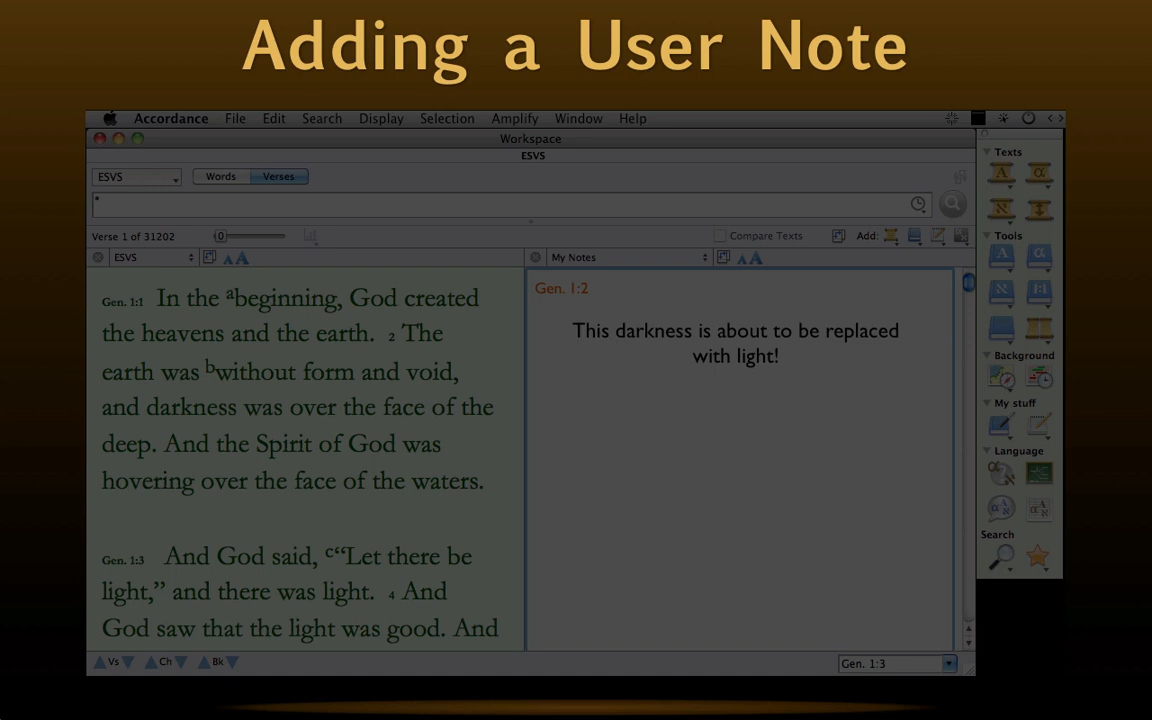 Adding a User Note
Accordance File Edit Search Display Selection Amplify Window Help
Workspace
ESVS
ESVS Words Verses
*
Verse 1 of 31202 0 Compare Texts Add:
ESVS AA My Notes AA
Gen. 1:1 In the abeginning, God created
the heavens and the earth. 2 The
earth was bwithout form and void,
and darkness was over the face of the
deep. And the Spirit of God was
hovering over the face of the waters.
Gen. 1:3 And God said, c“Let there be
light,” and there was light. 4 And
God saw that the light was good. And
Gen. 1:2
This darkness is about to be replaced
with light!
Texts
A α
א
Tools
A α
א 1:1
Background
My stuff
Language
Search
Vs Ch Bk Gen. 1:3